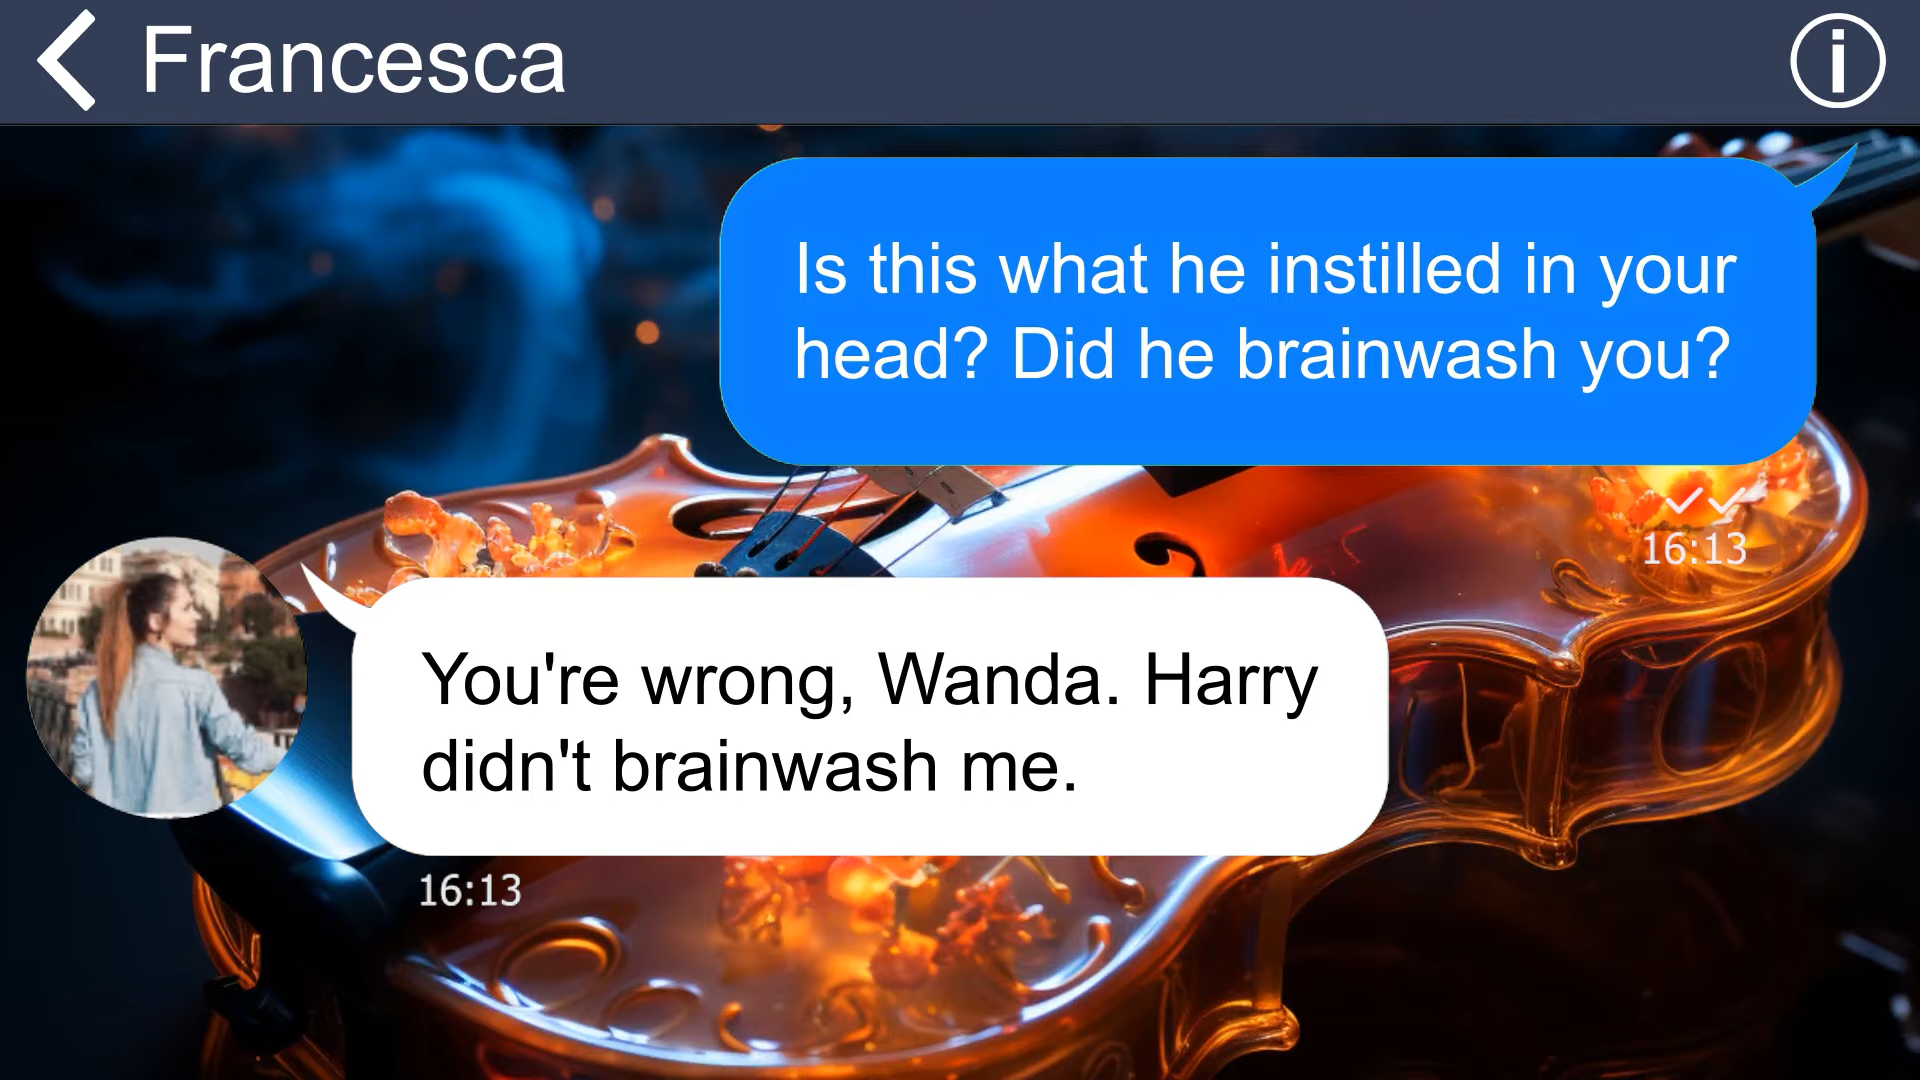 Francesca
Is this what he instilled in your
head? Did he brainwash you?
16:13
You're wrong, Wanda. Harry
didn't brainwash me.
16:13